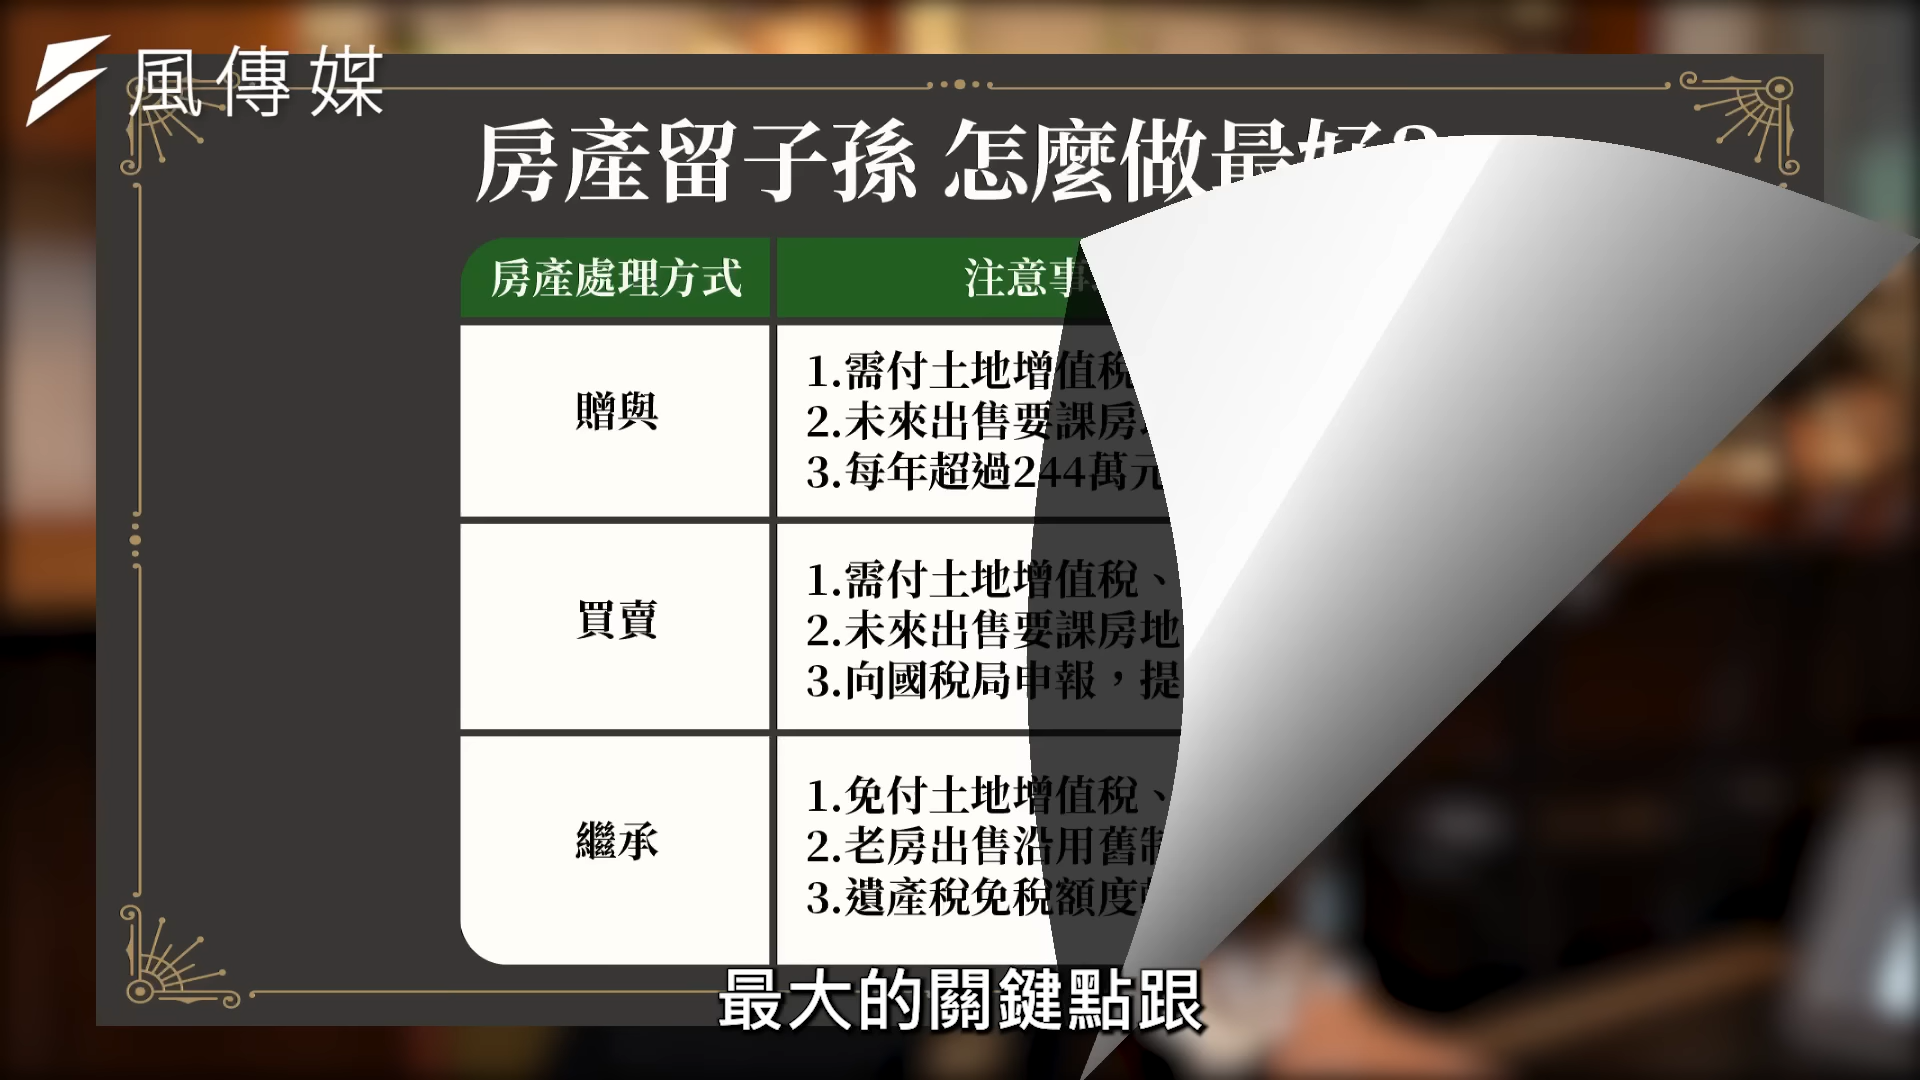 風傳媒
房產留子孫 怎麼做最好?
房產處理方式
注意事
贈與
1.需付土地增值稅
2.未來出售要課房
3.每年超過244萬元
買賣
1.需付土地增值稅、
2.未來出售要課房地
3.向國稅局申報，提
繼承
1.免付土地增值稅、
2.老房出售沿用舊制
3.遺產稅免稅額度
最大的關鍵點跟